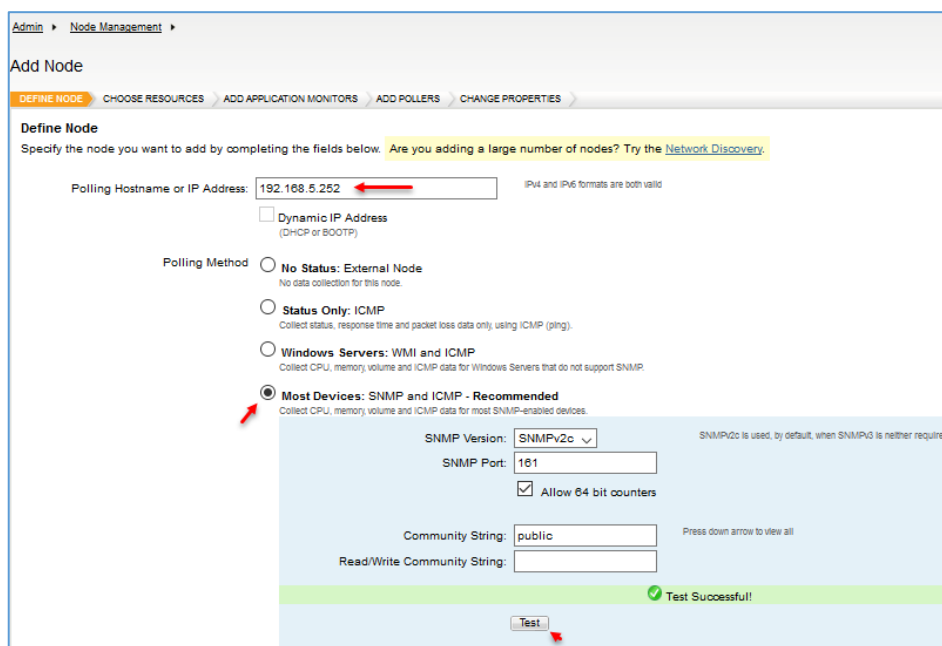 Admin Node Management
Add Node
DEFINE NODE CHOOSE RESOURCES ADD APPLICATION MONITORS ADD POLLERS CHANGE PROPERTIES
Define Node
Specify the node you want to add by completing the fields below. Are you adding a large number of nodes? Try the Network Discovery.
Polling Hostname or IP Address: 192.168.5.252 IPv4 and IPv6 formats are both valid
Dynamic IP Address
(DHCP or BOOTP)
Polling Method No Status: External Node
No data collection for this node.
Status Only: ICMP
Collect status, response time and packet loss data only, using ICMP (ping).
Windows Servers: WMI and ICMP
Collect CPU, memory, volume and ICMP data for Windows Servers that do not support SNMP.
Most Devices: SNMP and ICMP - Recommended
Collect CPU, memory, volume and ICMP data for most SNMP-enabled devices.
SNMP Version: SNMPv2c SNMPv2c is used, by default, when SNMPv3 is neither require
SNMP Port: 161
Allow 64 bit counters
Community String: public Press down arrow to view all
Read/Write Community String:
Test Successful!
Test